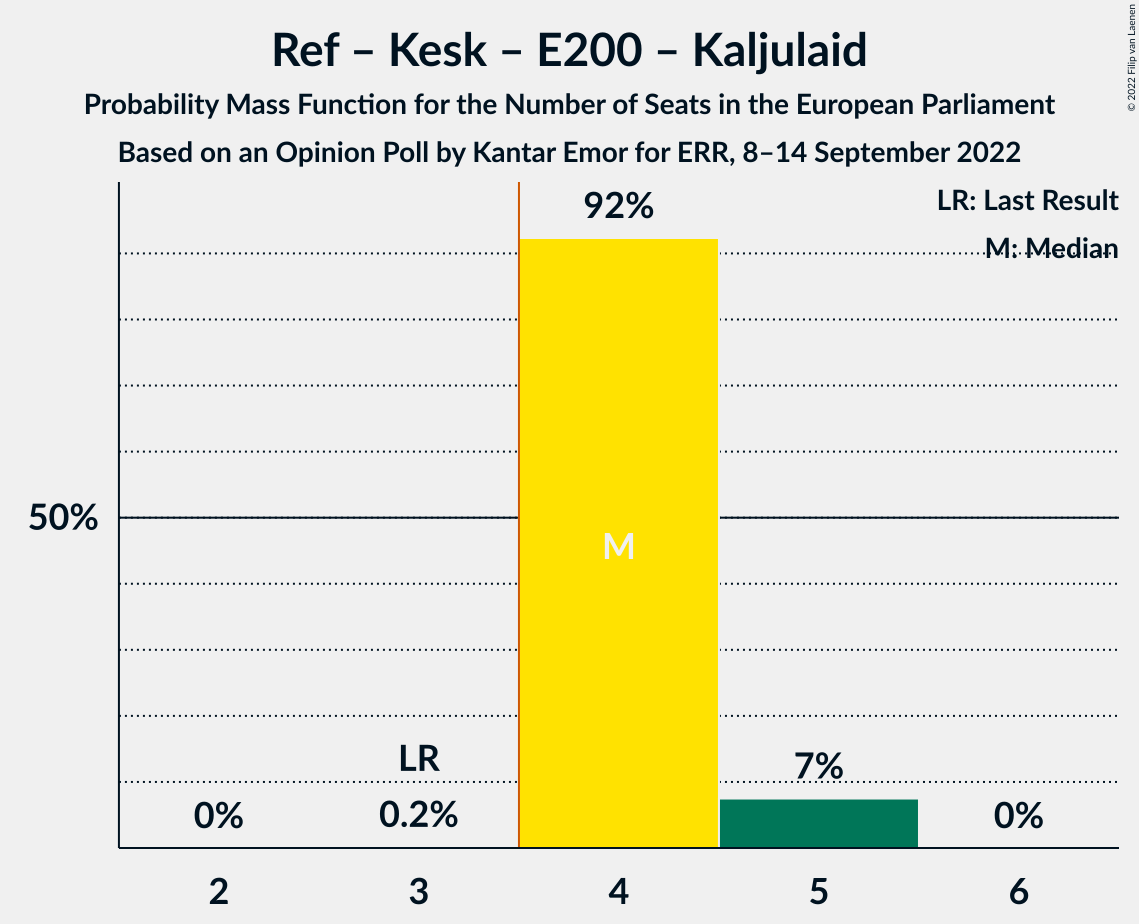 Ref – Kesk – E200 – Kaljulaid
Probability Mass Function for the Number of Seats in the European Parliament
Based on an Opinion Poll by Kantar Emor for ERR, 8–14 September 2022
© 2022 Filip van Laenen
LR: Last Result
M: Median
92%
50%
M
LR
7%
0%
0.2%
0%
2
3
4
5
6